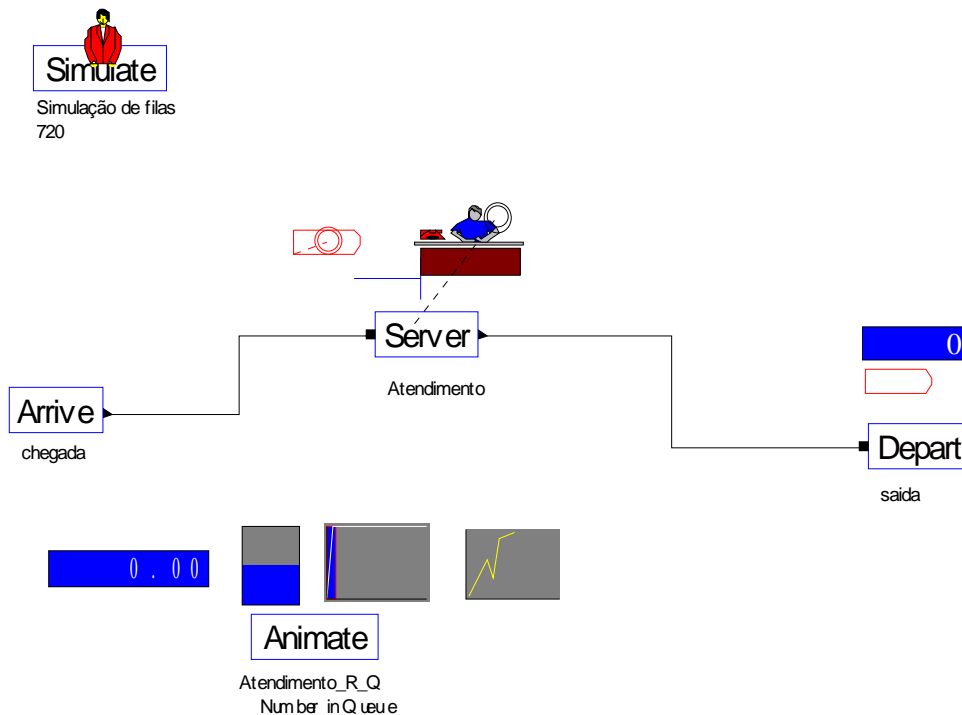 Simulate
Simulação de filas
720
Server
Atendimento
0
Arrive
chegada
Depart
saida
0.00
Animate
Atendimento_R_Q
Number in Queue